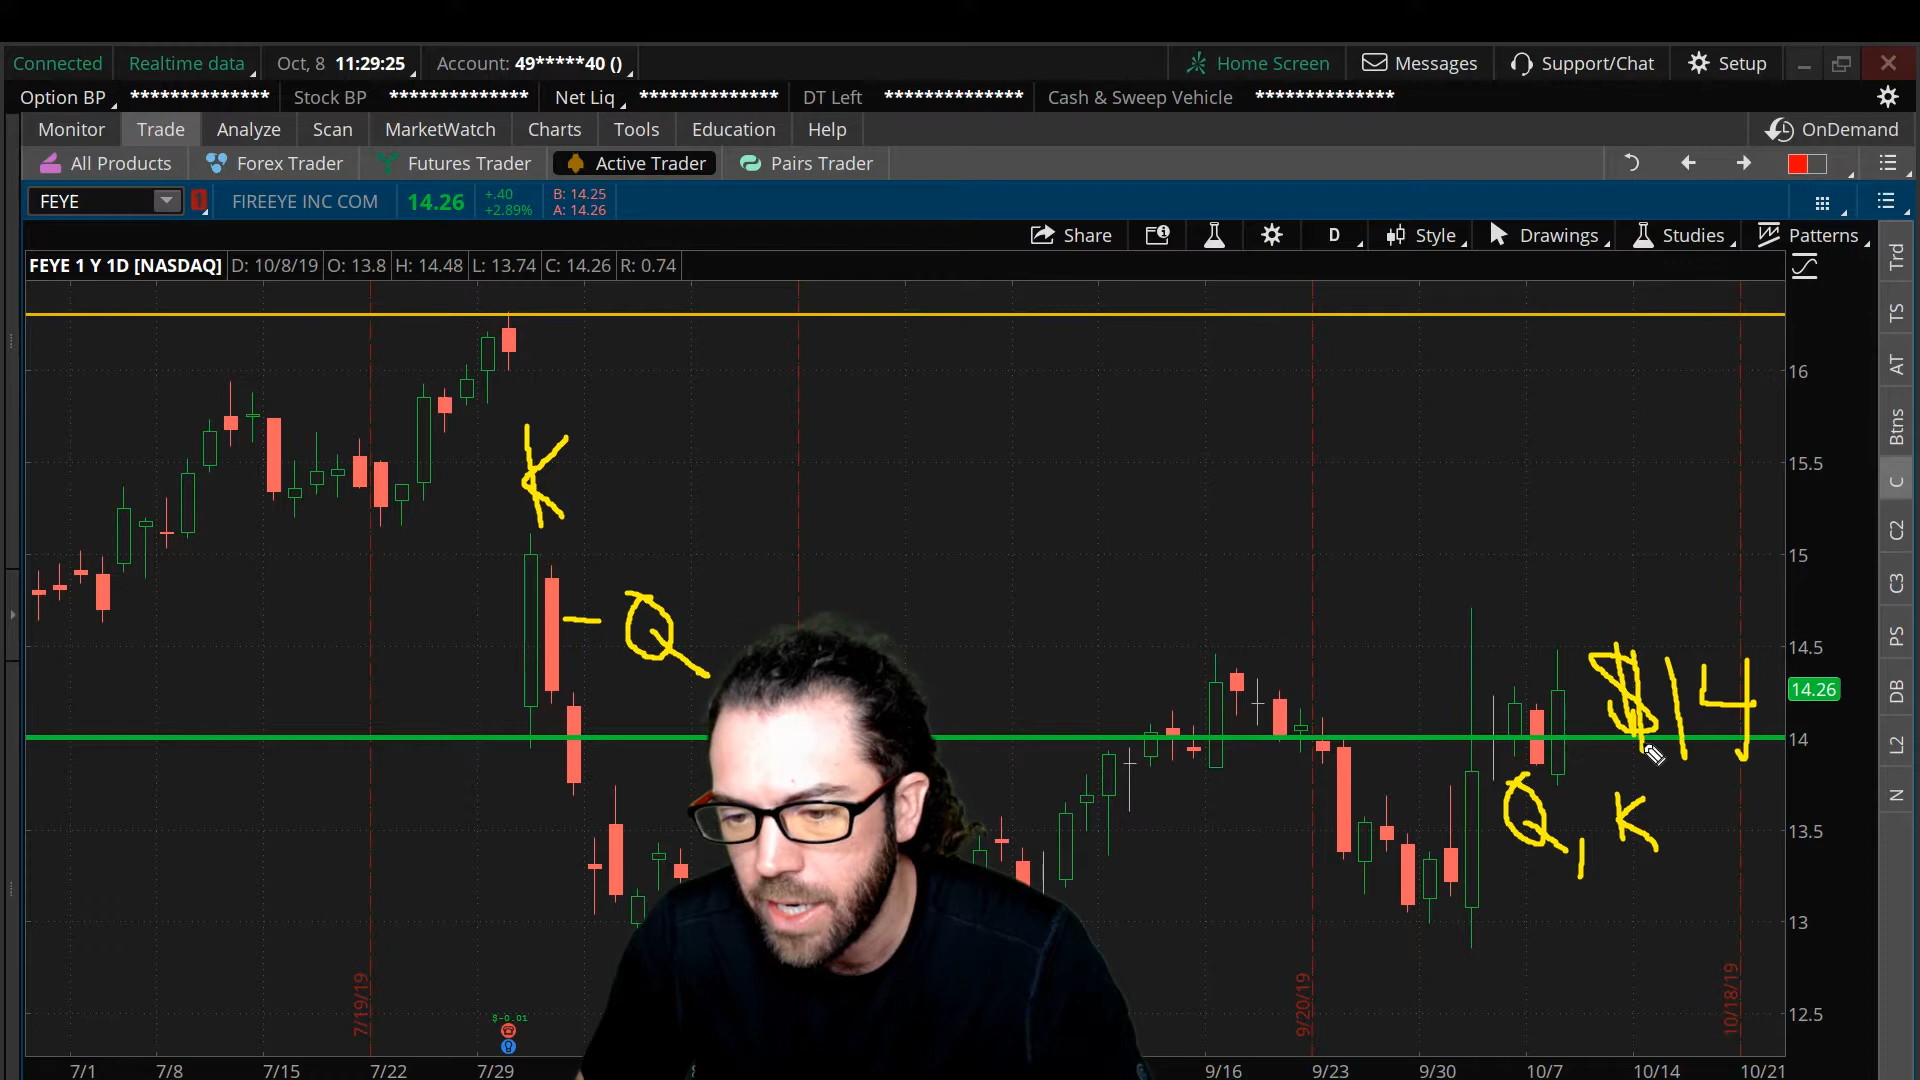 Connected Realtime data Oct, 8 11:29:25 Account: 49*****40 () Home Screen Messages Support/Chat Setup
Option BP ************** Stock BP ************** Net Liq ************** DT Left ************** Cash & Sweep Vehicle **************
Monitor Trade Analyze Scan MarketWatch Charts Tools Education Help OnDemand
All Products Forex Trader Futures Trader Active Trader Pairs Trader
FEYE 1 FIREEYE INC COM 14.26 +.40 +2.89% B: 14.25 A: 14.26
Share D Style Drawings Studies Patterns
FEYE 1 Y 1D [NASDAQ] D: 10/8/19 O: 13.8 H: 14.48 L: 13.74 C: 14.26 R: 0.74
Trd
TS
AT
Btns
C
C2
C3
PS
DB
L2
N
16
15.5
15
14.5
14.26
14
13.5
13
12.5
K
- Q
$14
Q, K
7/19/19
9/20/19
10/18/19
$-0.01
7/1 7/8 7/15 7/22 7/29 9/16 9/23 9/30 10/7 10/14 10/21